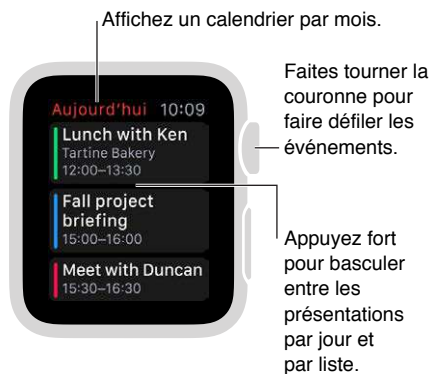 Affichez un calendrier par mois.
Faites tourner la
couronne pour
faire défiler les
événements.
Aujourd'hui 10:09
Lunch with Ken
Tartine Bakery
12:00–13:30
Fall project
briefing
15:00–16:00
Meet with Duncan
15:30–16:30
Appuyez fort
pour basculer
entre les
présentations
par jour et
par liste.